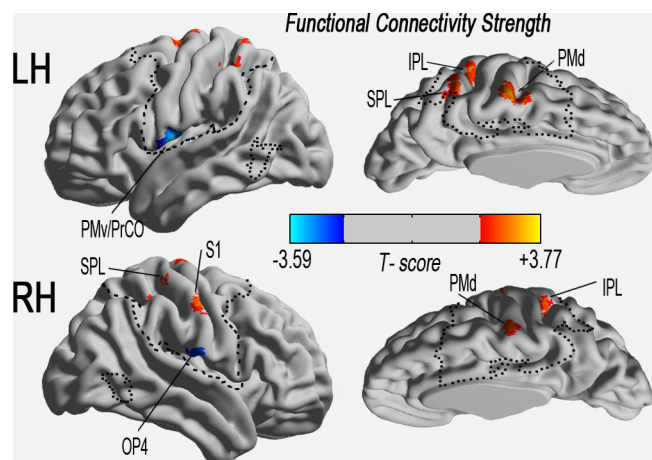 Functional Connectivity Strength
LH
IPL
PMd
SPL
PMv/PrCO
-3.59
T- score
+3.77
SPL
S1
RH
PMd
IPL
OP4